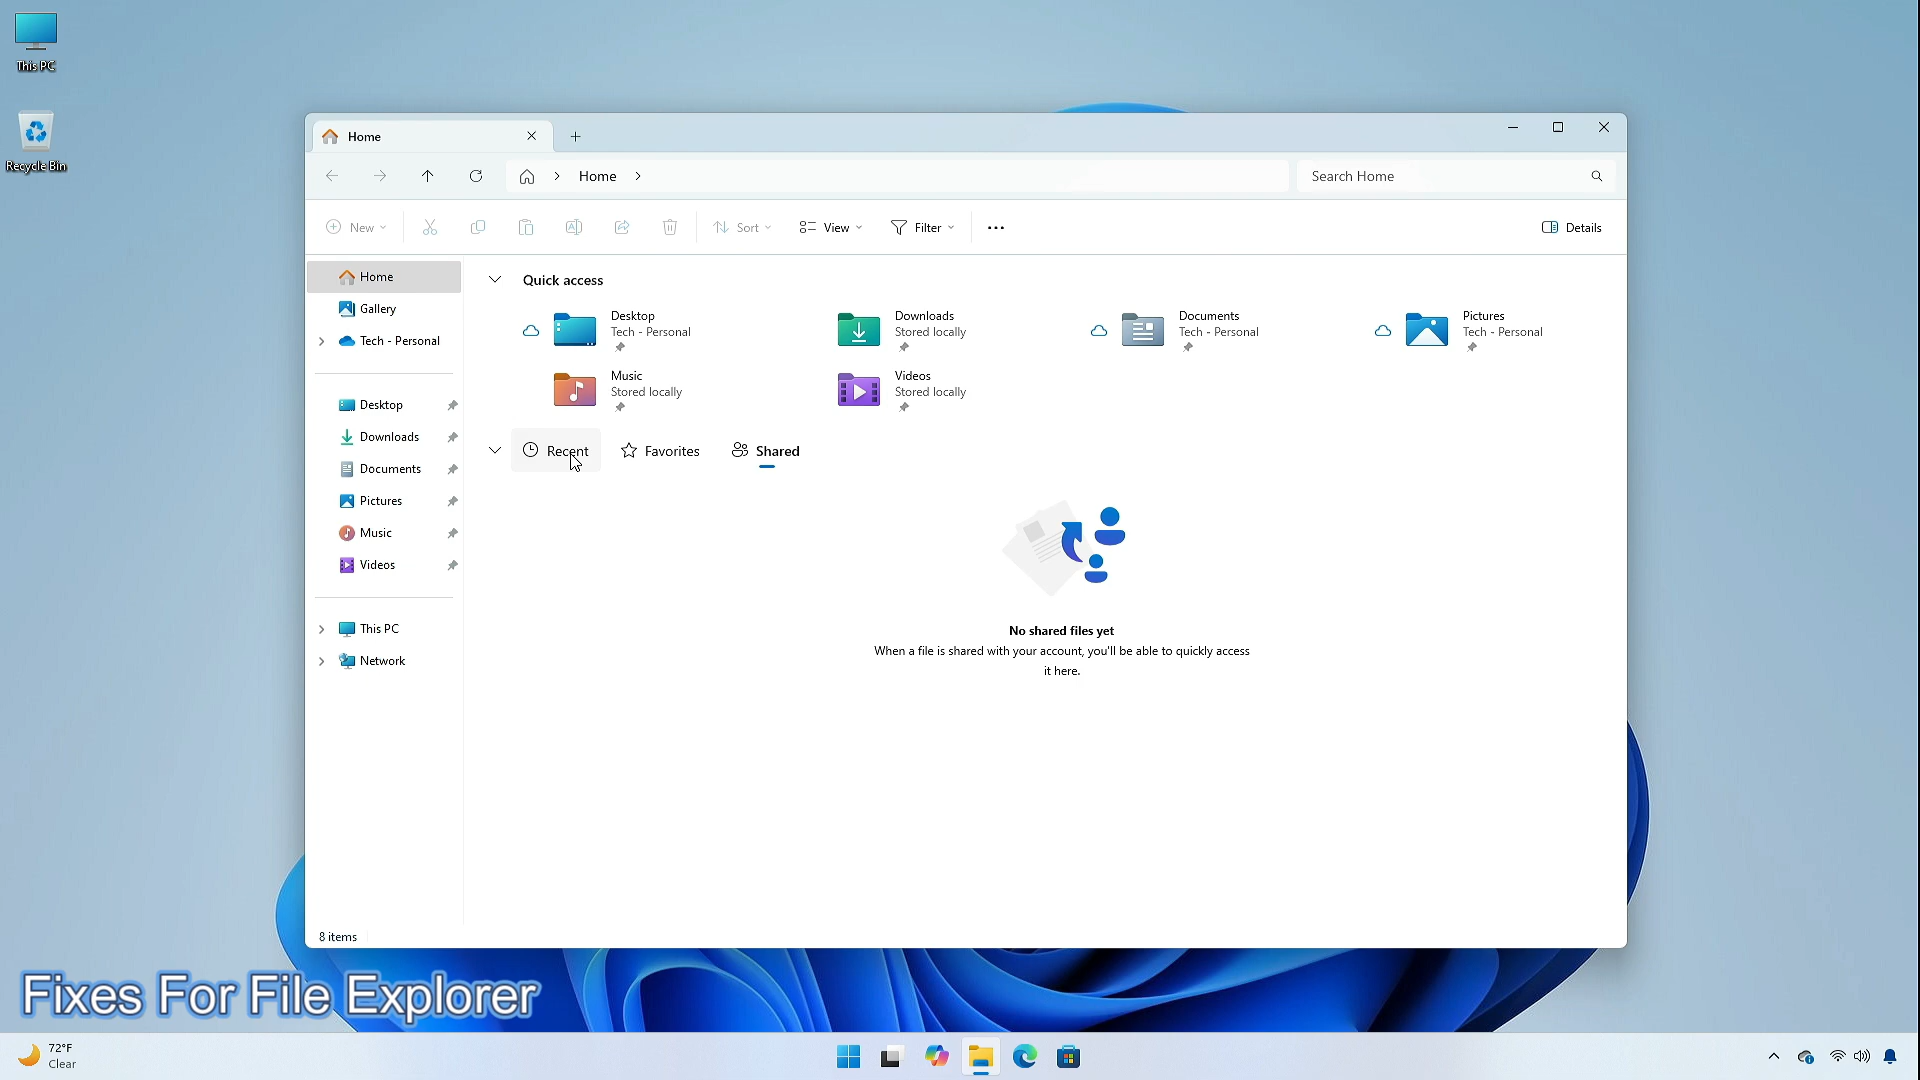 This PC
Recycle Bin
Home
Home
Search Home
New
Sort
View
Filter
Details
Home
Gallery
Tech - Personal
Desktop
Downloads
Documents
Pictures
Music
Videos
This PC
Network
Quick access
Desktop
Tech - Personal
Downloads
Stored locally
Documents
Tech - Personal
Pictures
Tech - Personal
Music
Stored locally
Videos
Stored locally
Recent
Favorites
Shared
No shared files yet
When a file is shared with your account, you'll be able to quickly access
it here.
8 items
Fixes For File Explorer
72°F
Clear